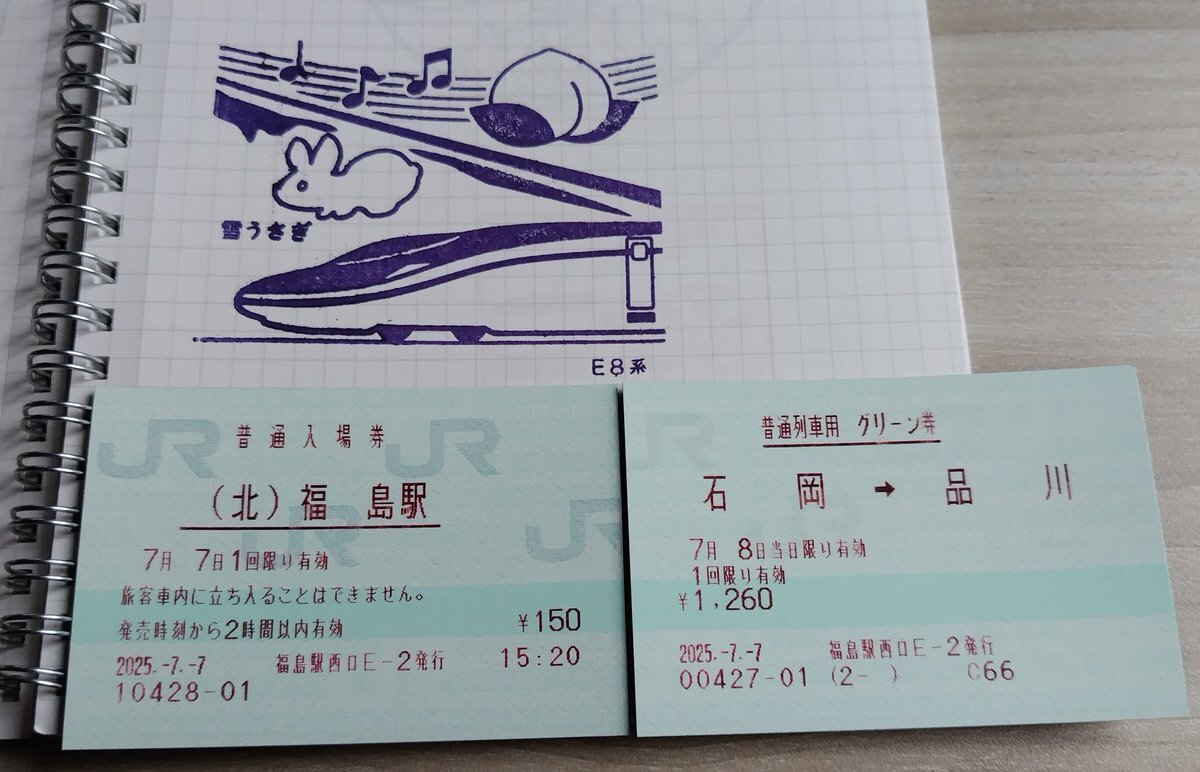 雪うさぎ
E8系
普通入場券
(北)福島駅
7月 7日1回限り有効
旅客車内に立ち入ることはできません。
発売時刻から2時間以内有効 ¥150
2025.-7.-7 福島駅西口E-2発行 15:20
10428-01
普通列車用 グリーン券
石岡 → 品川
7月 8日当日限り有効
1回限り有効
¥1,260
2025.-7.-7 福島駅西口E-2発行
00427-01 (2- ) C66
JR
JR
JR
JR
JR